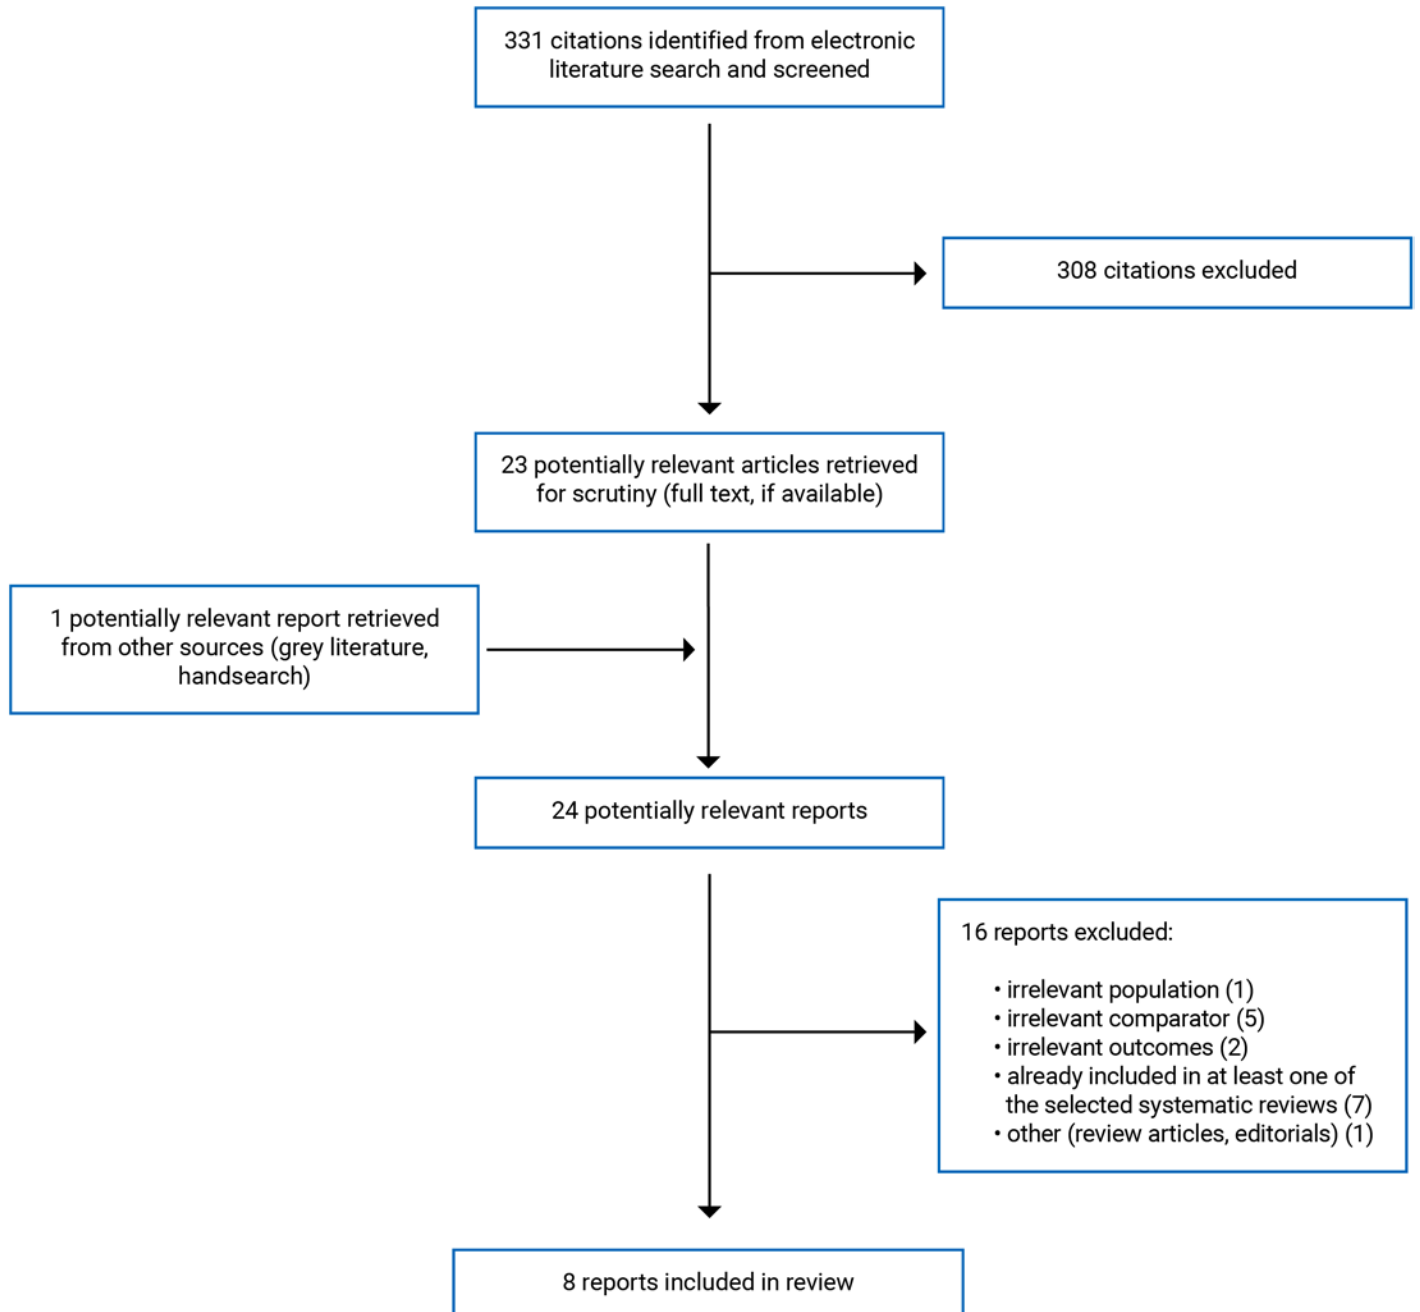 331 citations identified from electronic
literature search and screened
308 citations excluded
23 potentially relevant articles retrieved
for scrutiny (full text, if available)
1 potentially relevant report retrieved
from other sources (grey literature,
handsearch)
24 potentially relevant reports
16 reports excluded:
• irrelevant population (1)
• irrelevant comparator (5)
• irrelevant outcomes (2)
• already included in at least one of
the selected systematic reviews (7)
• other (review articles, editorials) (1)
8 reports included in review